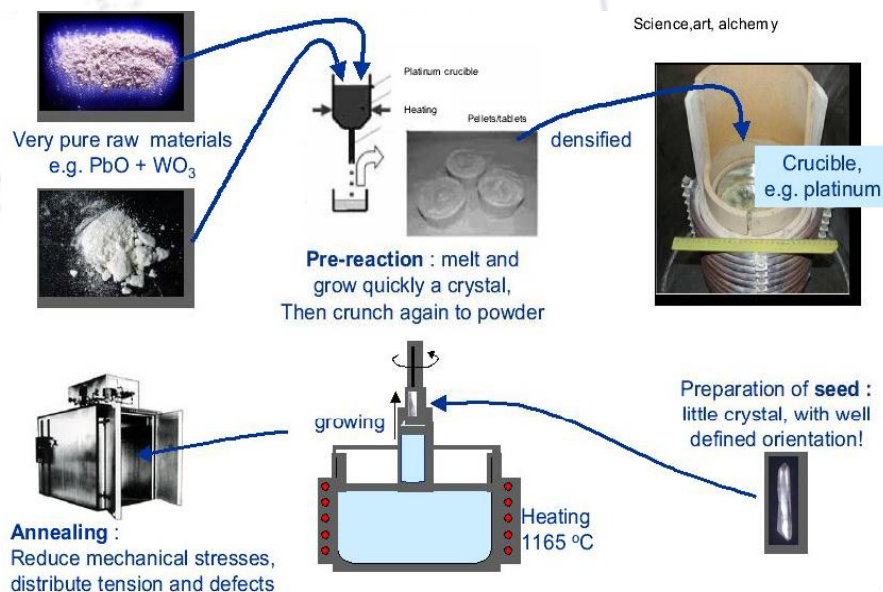 Science,art, alchemy
Platinum crucible
Heating
Pellets/tablets
Very pure raw materials
e.g. PbO + WO₃
densified
Crucible,
e.g. platinum
Pre-reaction : melt and
grow quickly a crystal,
Then crunch again to powder
growing
Preparation of seed :
little crystal, with well
defined orientation!
Heating
1165 ºC
Annealing :
Reduce mechanical stresses,
distribute tension and defects